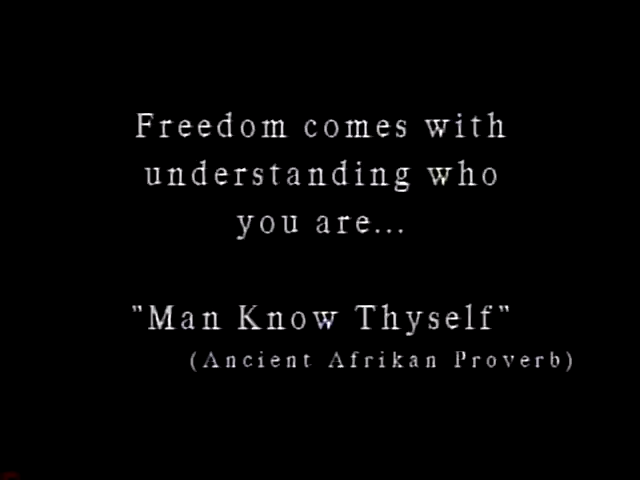 Freedom comes with
understanding who
you are...
"Man Know Thyself"
(Ancient Afrikan Proverb)